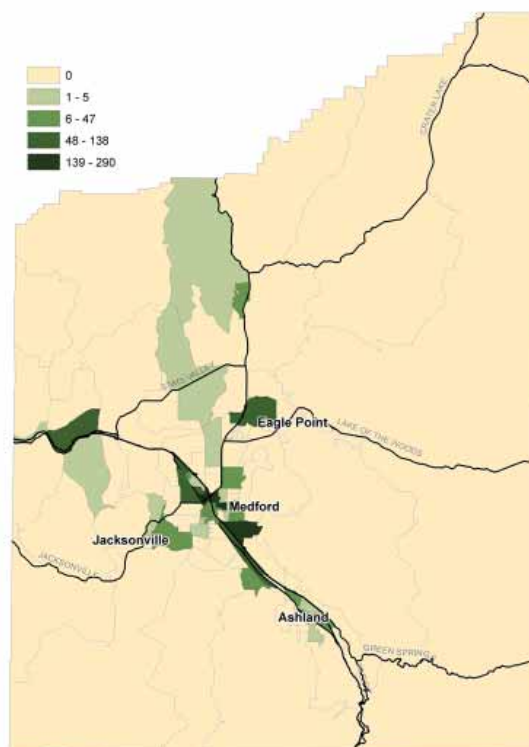 0
1 - 5
6 - 47
48 - 138
139 - 290
CRATER LAKE
SAMS VALLEY
Eagle Point
LAKE OF THE WOODS
Medford
Jacksonville
JACKSONVILLE
Ashland
GREEN SPRINGS